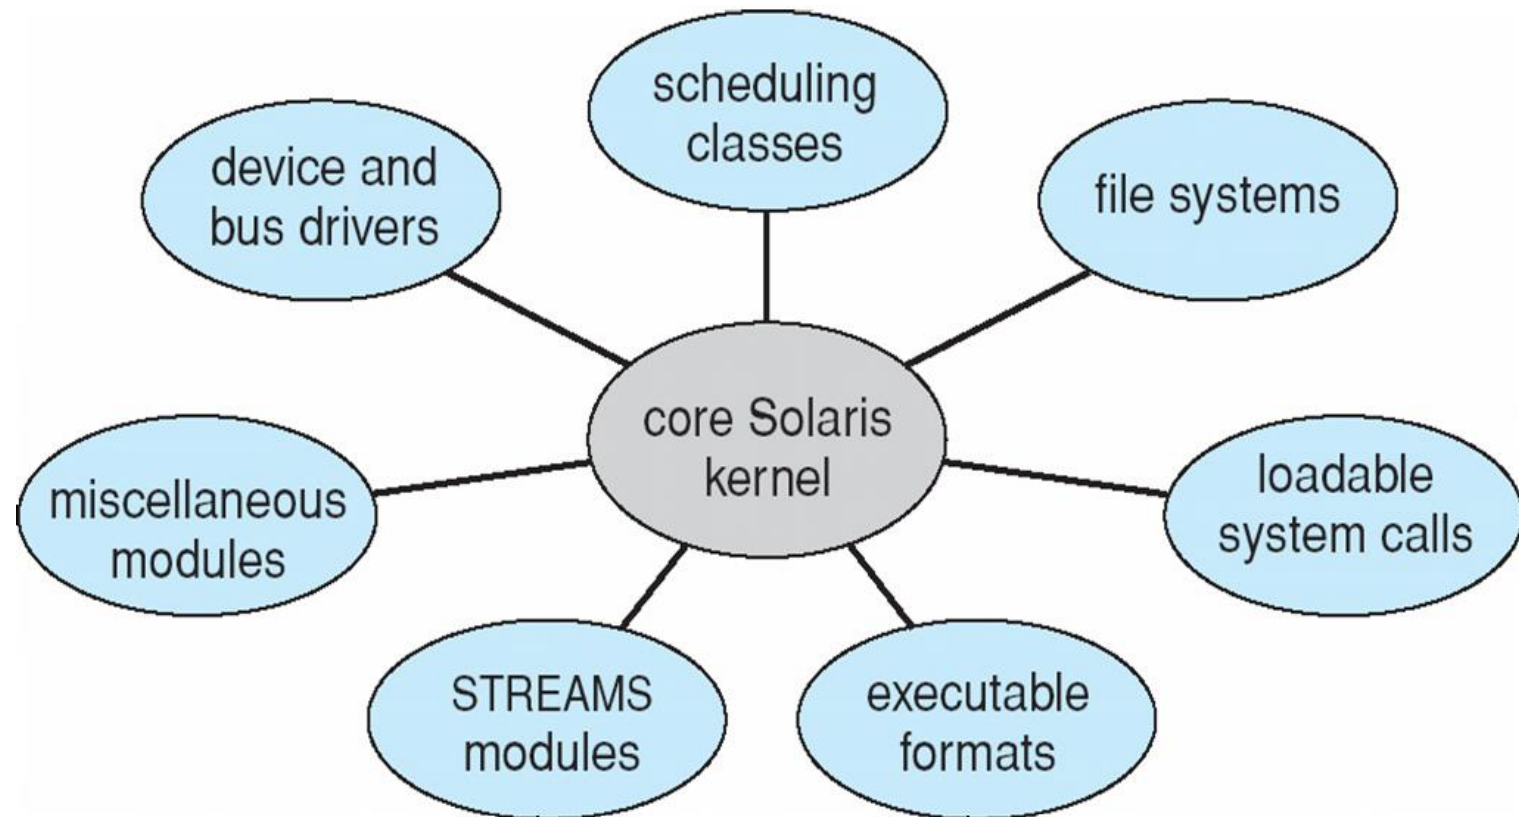 scheduling
classes
device and
bus drivers
file systems
core Solaris
kernel
miscellaneous
modules
loadable
system calls
STREAMS
modules
executable
formats